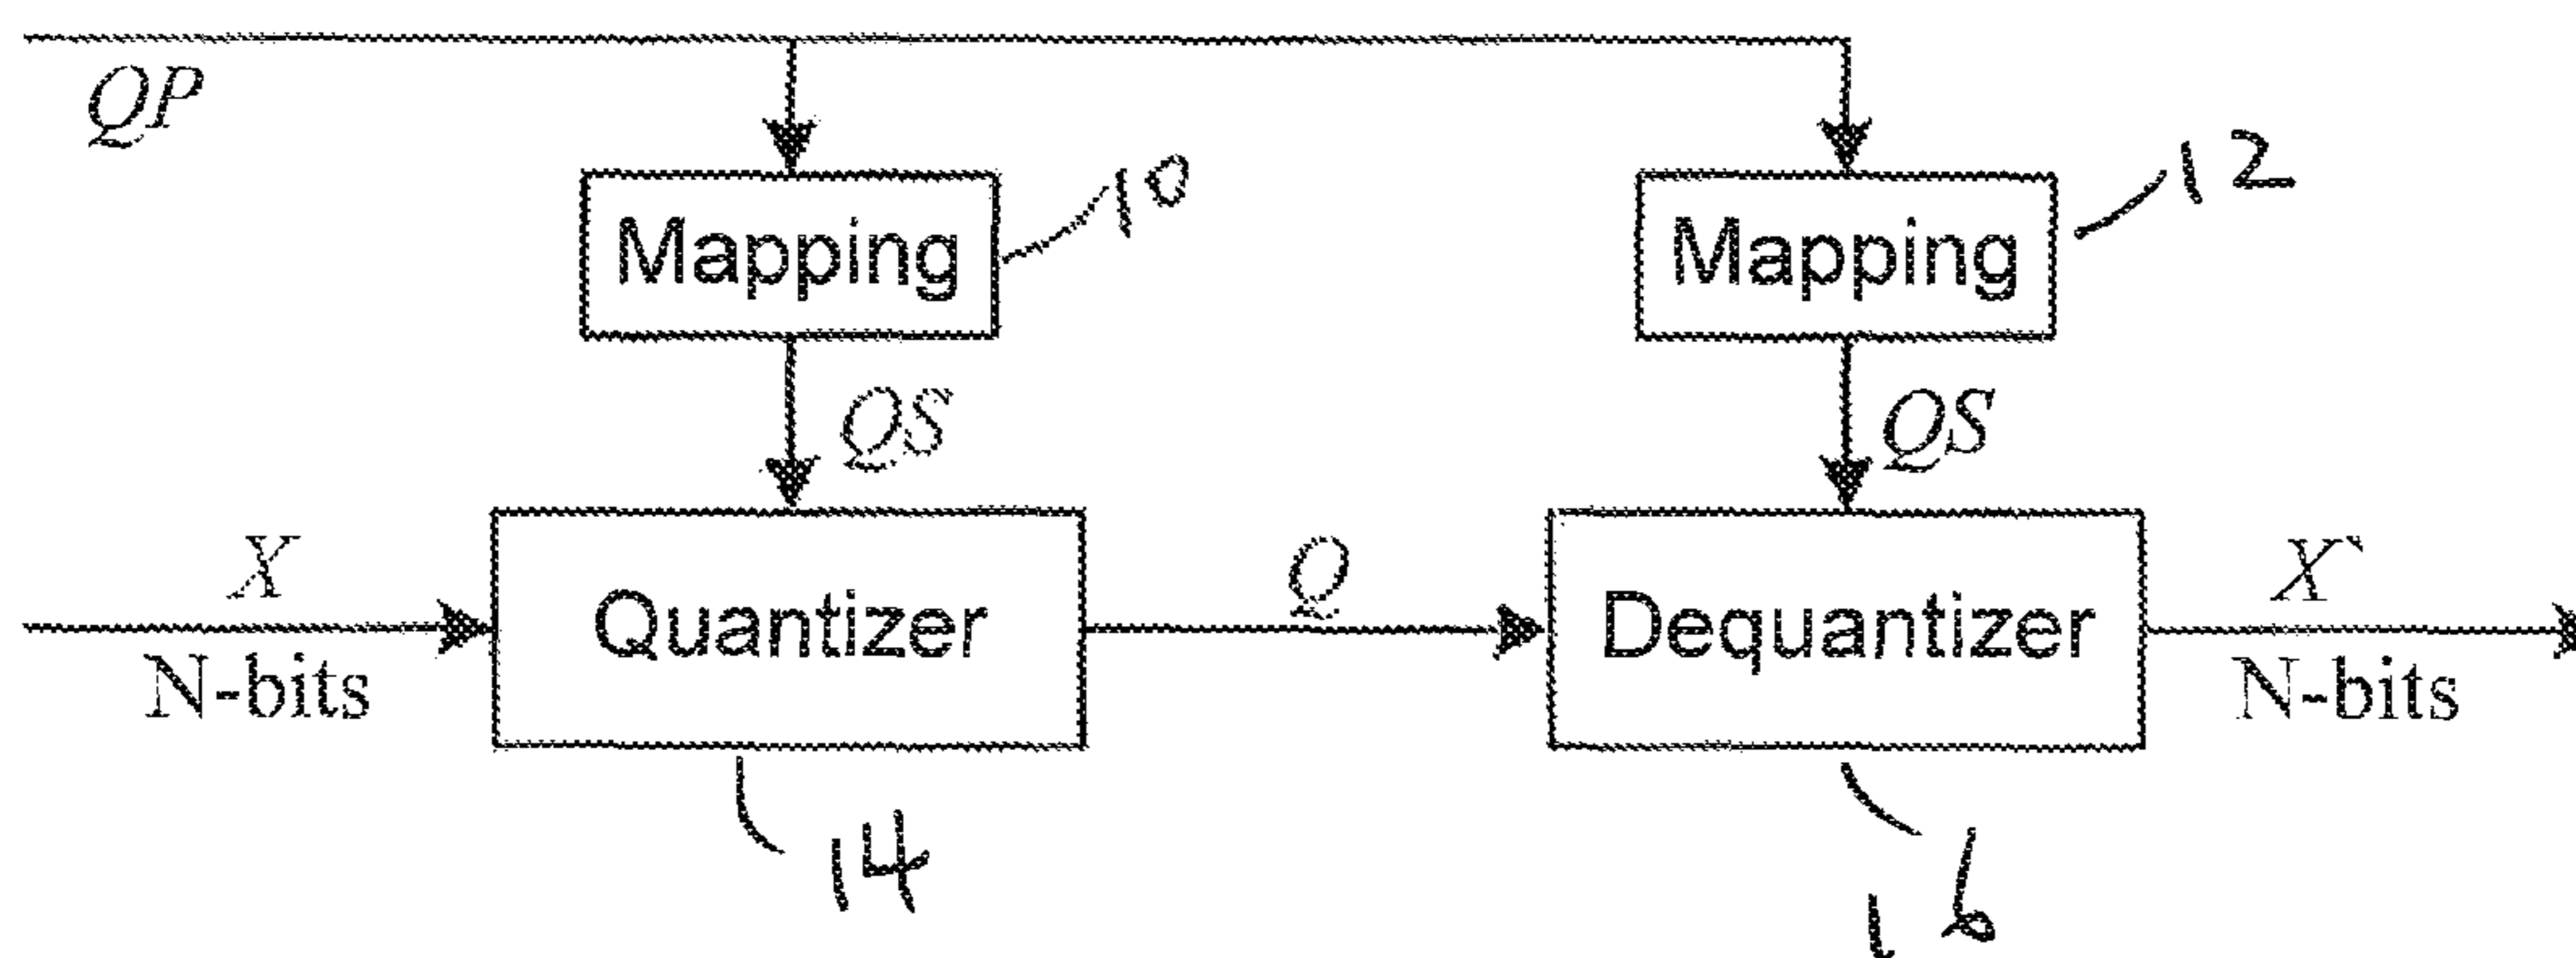 QP
Mapping 10
Mapping 12
QS
QS
X
N-bits
Quantizer
Q
Dequantizer
X`
N-bits
14
16